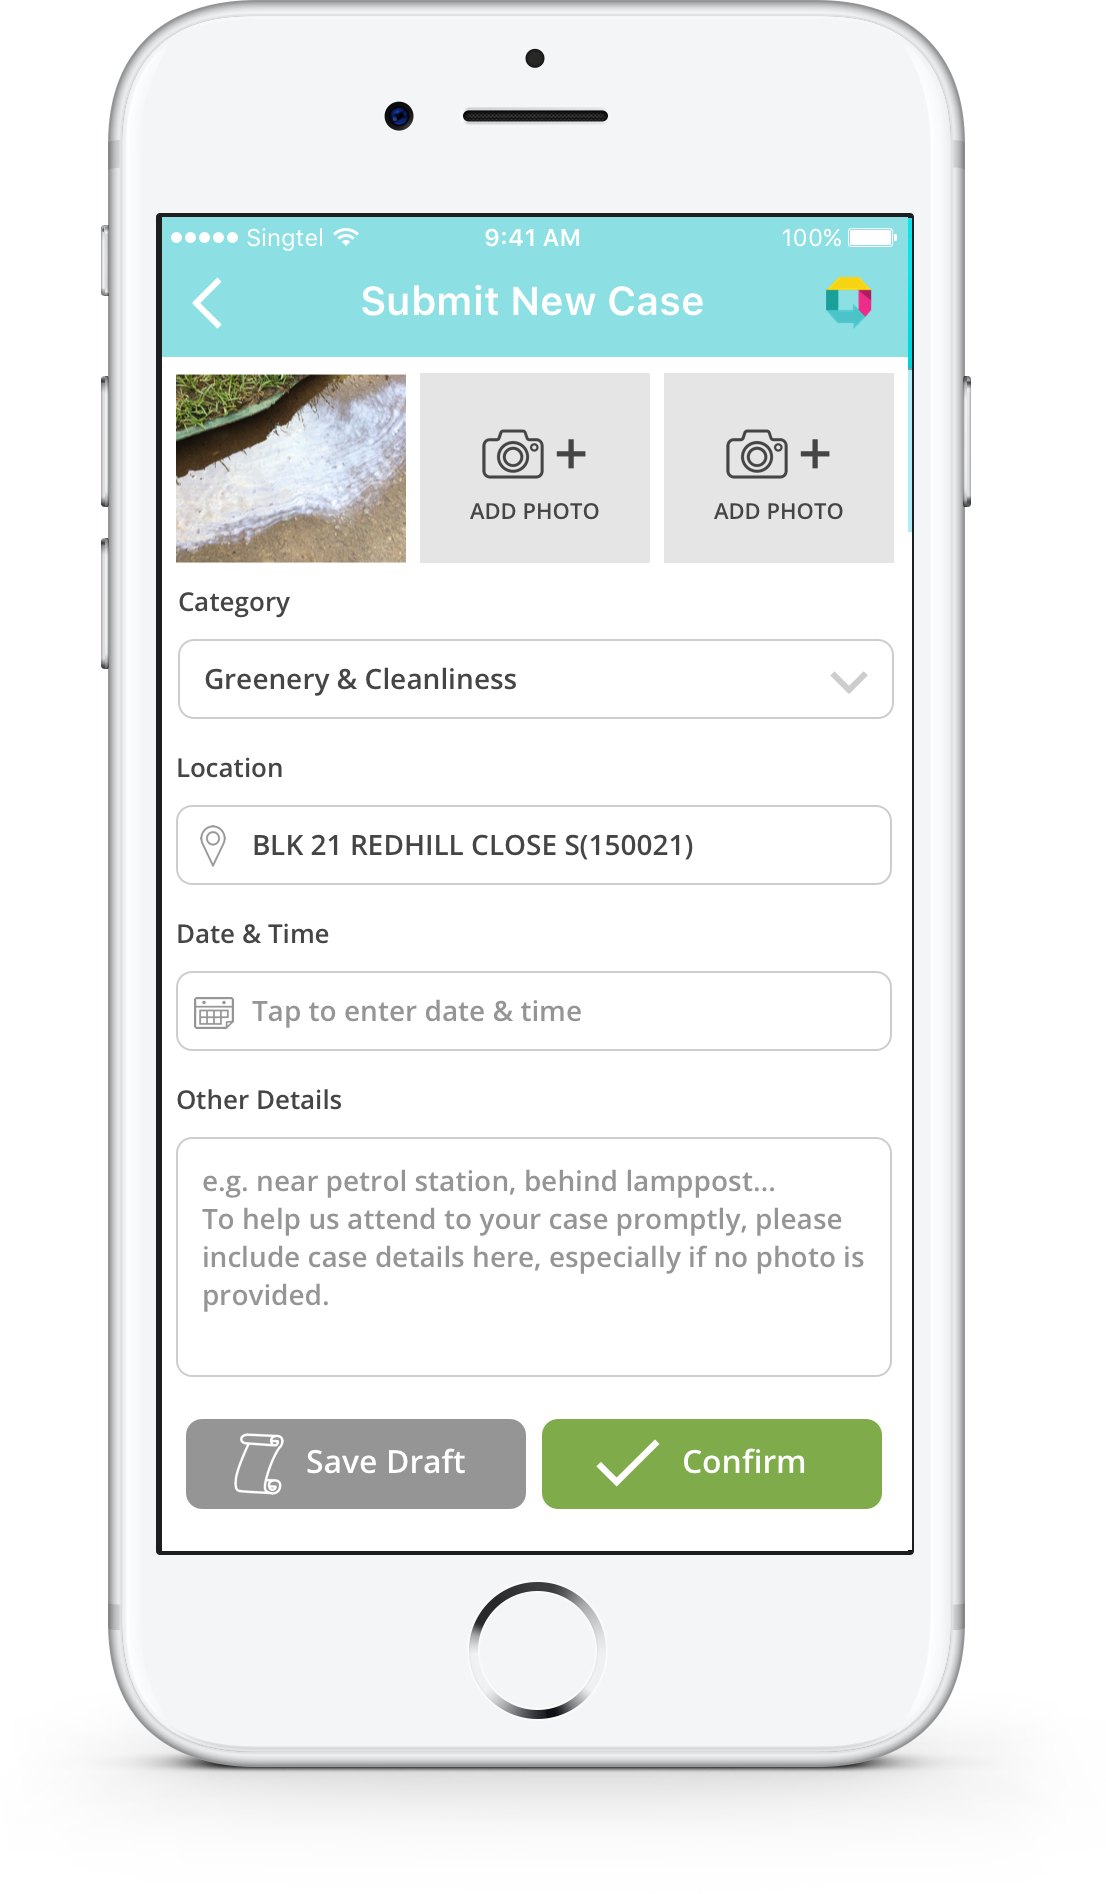 Singtel 9:41 AM 100%
Submit New Case
ADD PHOTO ADD PHOTO
Category
Greenery & Cleanliness
Location
BLK 21 REDHILL CLOSE S(150021)
Date & Time
Tap to enter date & time
Other Details
e.g. near petrol station, behind lamppost...
To help us attend to your case promptly, please
include case details here, especially if no photo is
provided.
Save Draft Confirm